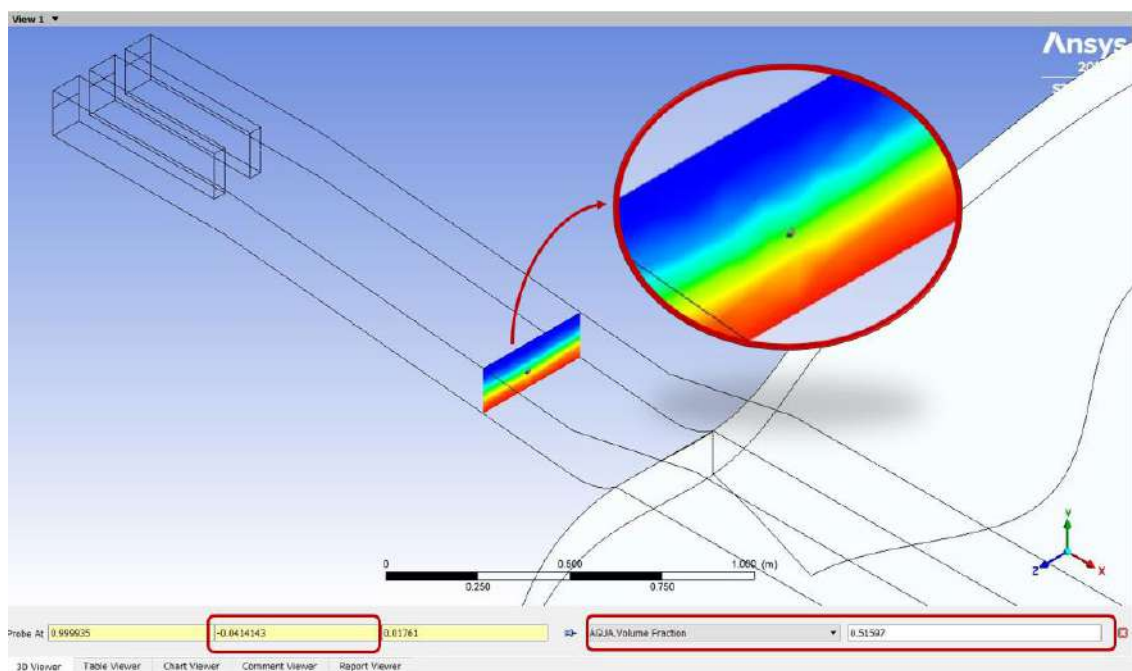 View 1
Ansys
0 0.500 1.000 (m)
0.250 0.750
Y
Z X
Probe At 0.999935 -0.0414143 0.01761 AQUA.Volume Fraction 0.51597
3D Viewer Table Viewer Chart Viewer Comment Viewer Report Viewer